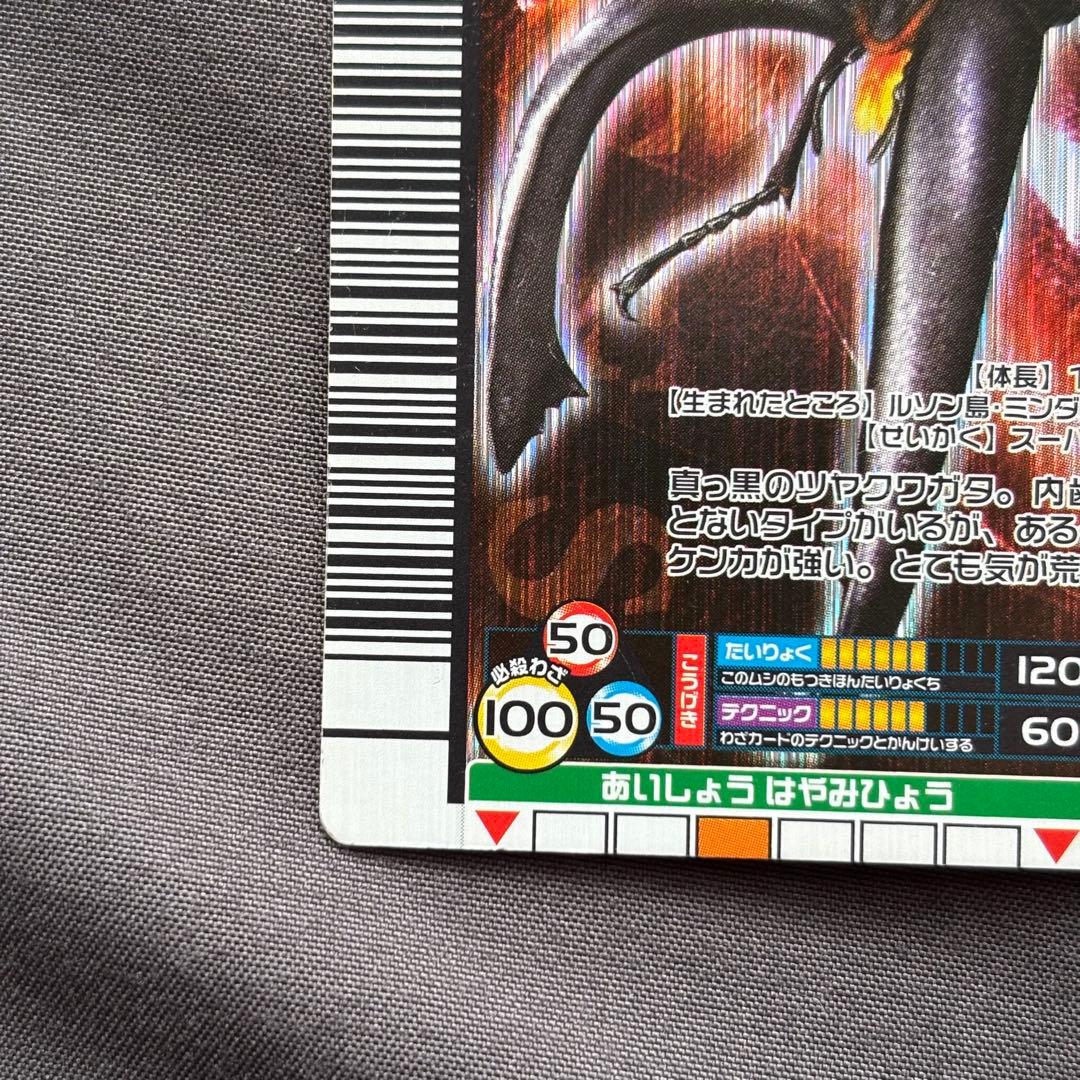 【体長】
【生まれたところ】ルソン島・ミンダ
【せいかく】スーパ
真っ黒のツヤクワガタ。内歯
とないタイプがいるが、ある
ケンカが強い。とても気が荒
50
必殺わざ
100
50
こうげき
たいりょく
120
このムシのもつきほんたいりょくち
テクニック
60
わざカードのテクニックとかんけいする
あいしょう はやみひょう